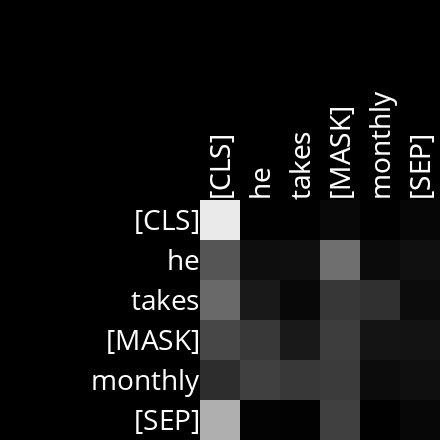 [CLS]
he
takes
[MASK]
monthly
[SEP]
[CLS]
he
takes
[MASK]
monthly
[SEP]